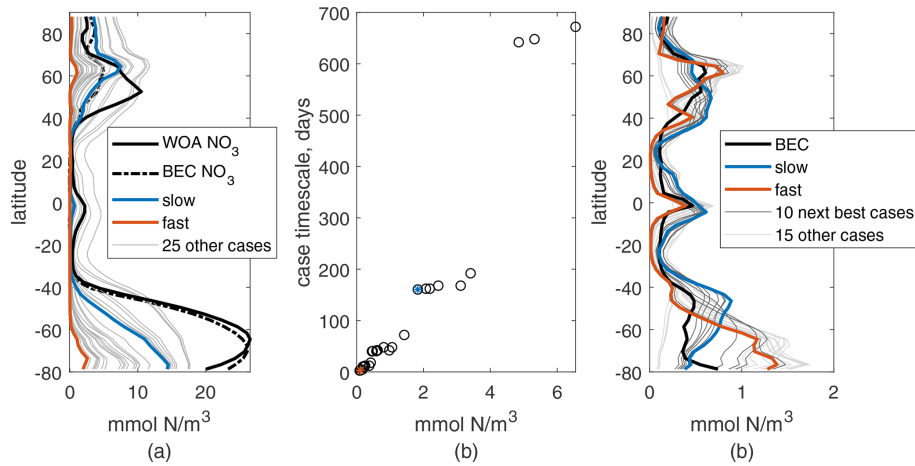 80
60
40
20
0
-20
-40
-60
-80
latitude
WOA NO3
BEC NO3
slow
fast
25 other cases
0
10
20
mmol N/m3
(a)
700
600
500
400
300
200
100
0
case timescale, days
0
2
4
6
mmol N/m3
(b)
80
60
40
20
0
-20
-40
-60
-80
latitude
BEC
slow
fast
10 next best cases
15 other cases
0
1
2
mmol N/m3
(b)